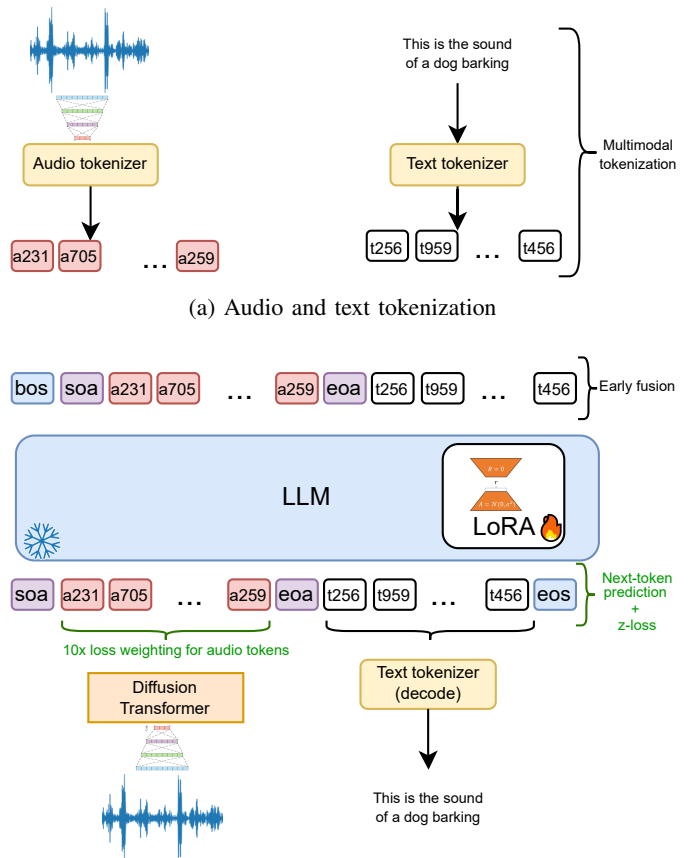 This is the sound
of a dog barking
Audio tokenizer
Text tokenizer
Multimodal
tokenization
a231 a705 ... a259
t256 t959 ... t456
(a) Audio and text tokenization
bos soa a231 a705 ... a259 eoa t256 t959 ... t456
Early fusion
LLM
B = 0
r
LoRA
soa a231 a705 ... a259 eoa t256 t959 ... t456 eos
Next-token
prediction
+
z-loss
10x loss weighting for audio tokens
Diffusion
Transformer
Text tokenizer
(decode)
This is the sound
of a dog barking